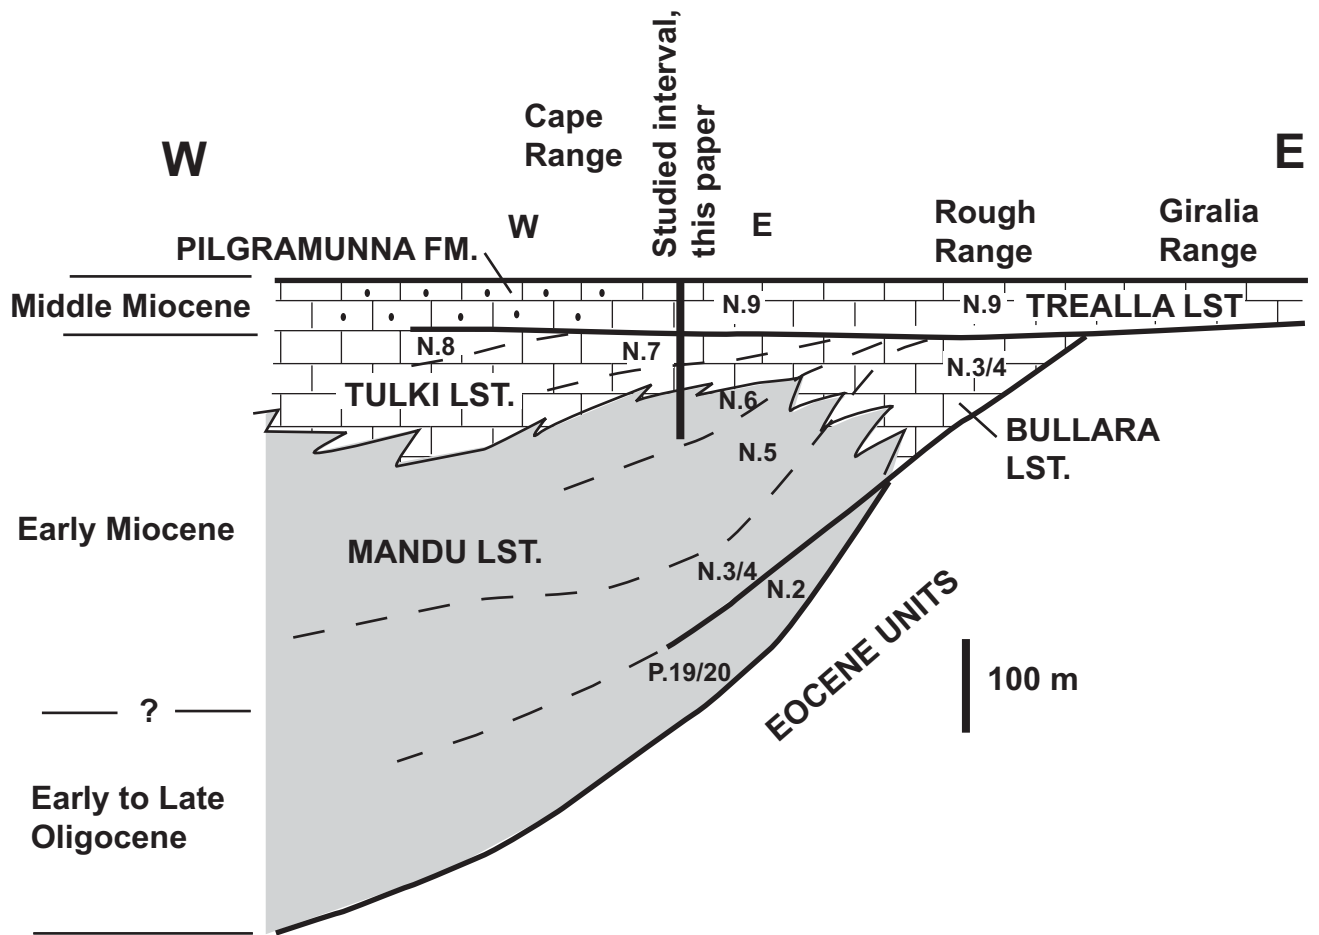 Studied interval,
this paper
Cape
Range
W
E
Rough
Range
Giralia
Range
W
E
PILGRAMUNNA FM.
Middle Miocene
N.9
N.9
TREALLA LST
N.8
N.7
N.3/4
TULKI LST.
N.6
BULLARA
LST.
N.5
Early Miocene
MANDU LST.
N.3/4
N.2
EOCENE UNITS
P.19/20
100 m
?
Early to Late
Oligocene